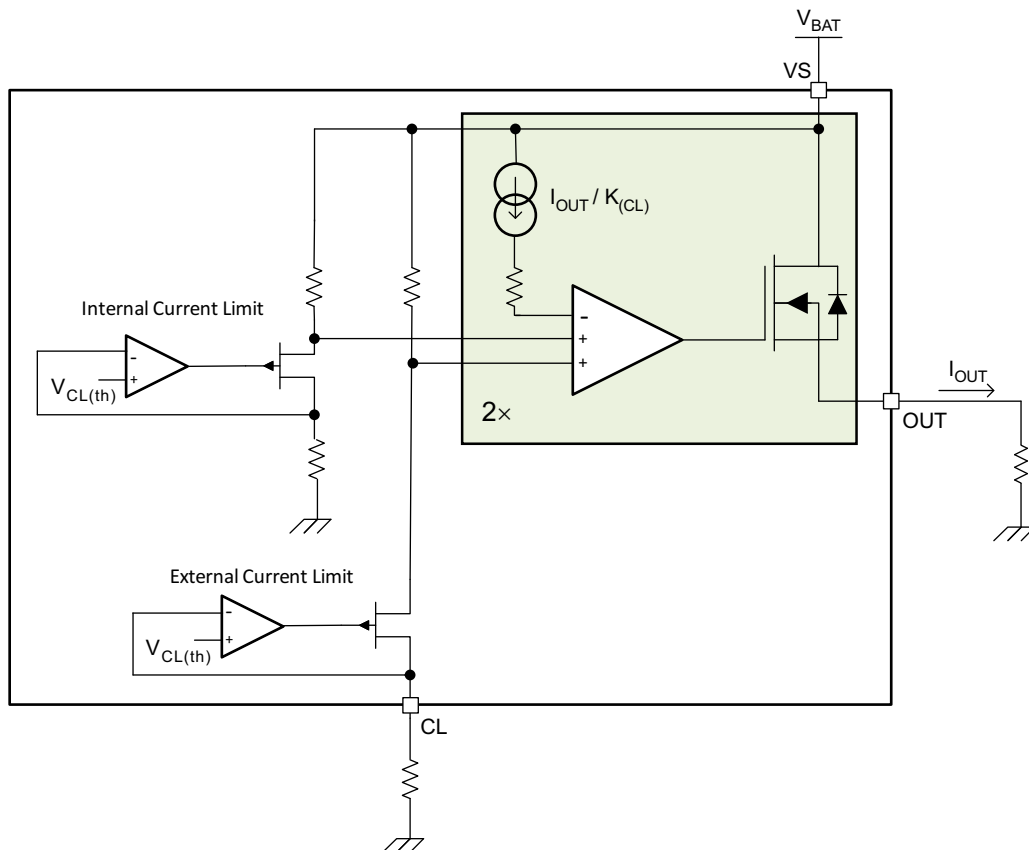 V_BAT
VS
I_OUT / K_(CL)
Internal Current Limit
-
+
V_CL(th)
-
+
+
2×
I_OUT
OUT
External Current Limit
-
+
V_CL(th)
CL